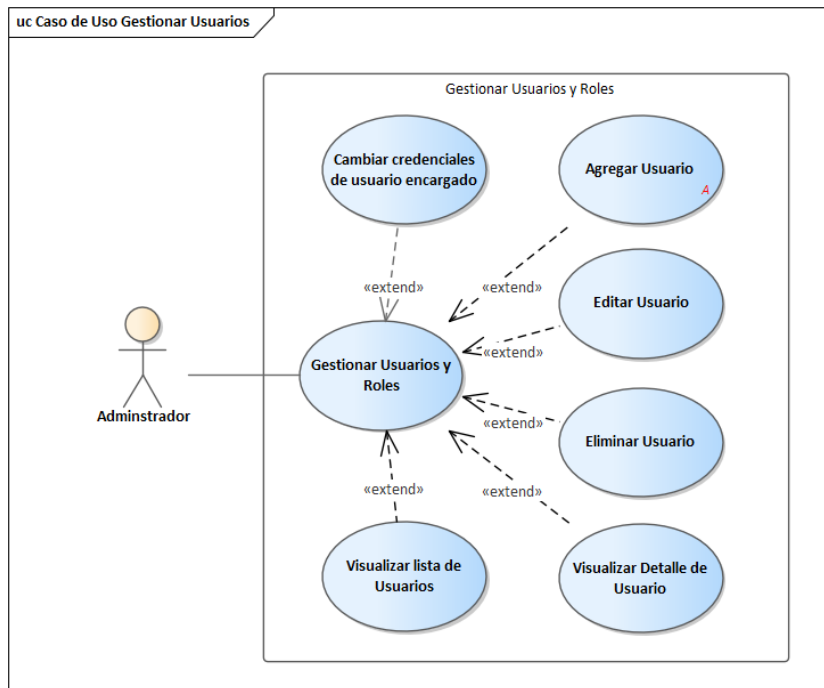 uc Caso de Uso Gestionar Usuarios
Gestionar Usuarios y Roles
Cambiar credenciales
de usuario encargado
Agregar Usuario
A
«extend»
«extend»
Editar Usuario
«extend»
Gestionar Usuarios y
Roles
Adminstrador
«extend»
Eliminar Usuario
«extend»
«extend»
Visualizar lista de
Usuarios
Visualizar Detalle de
Usuario